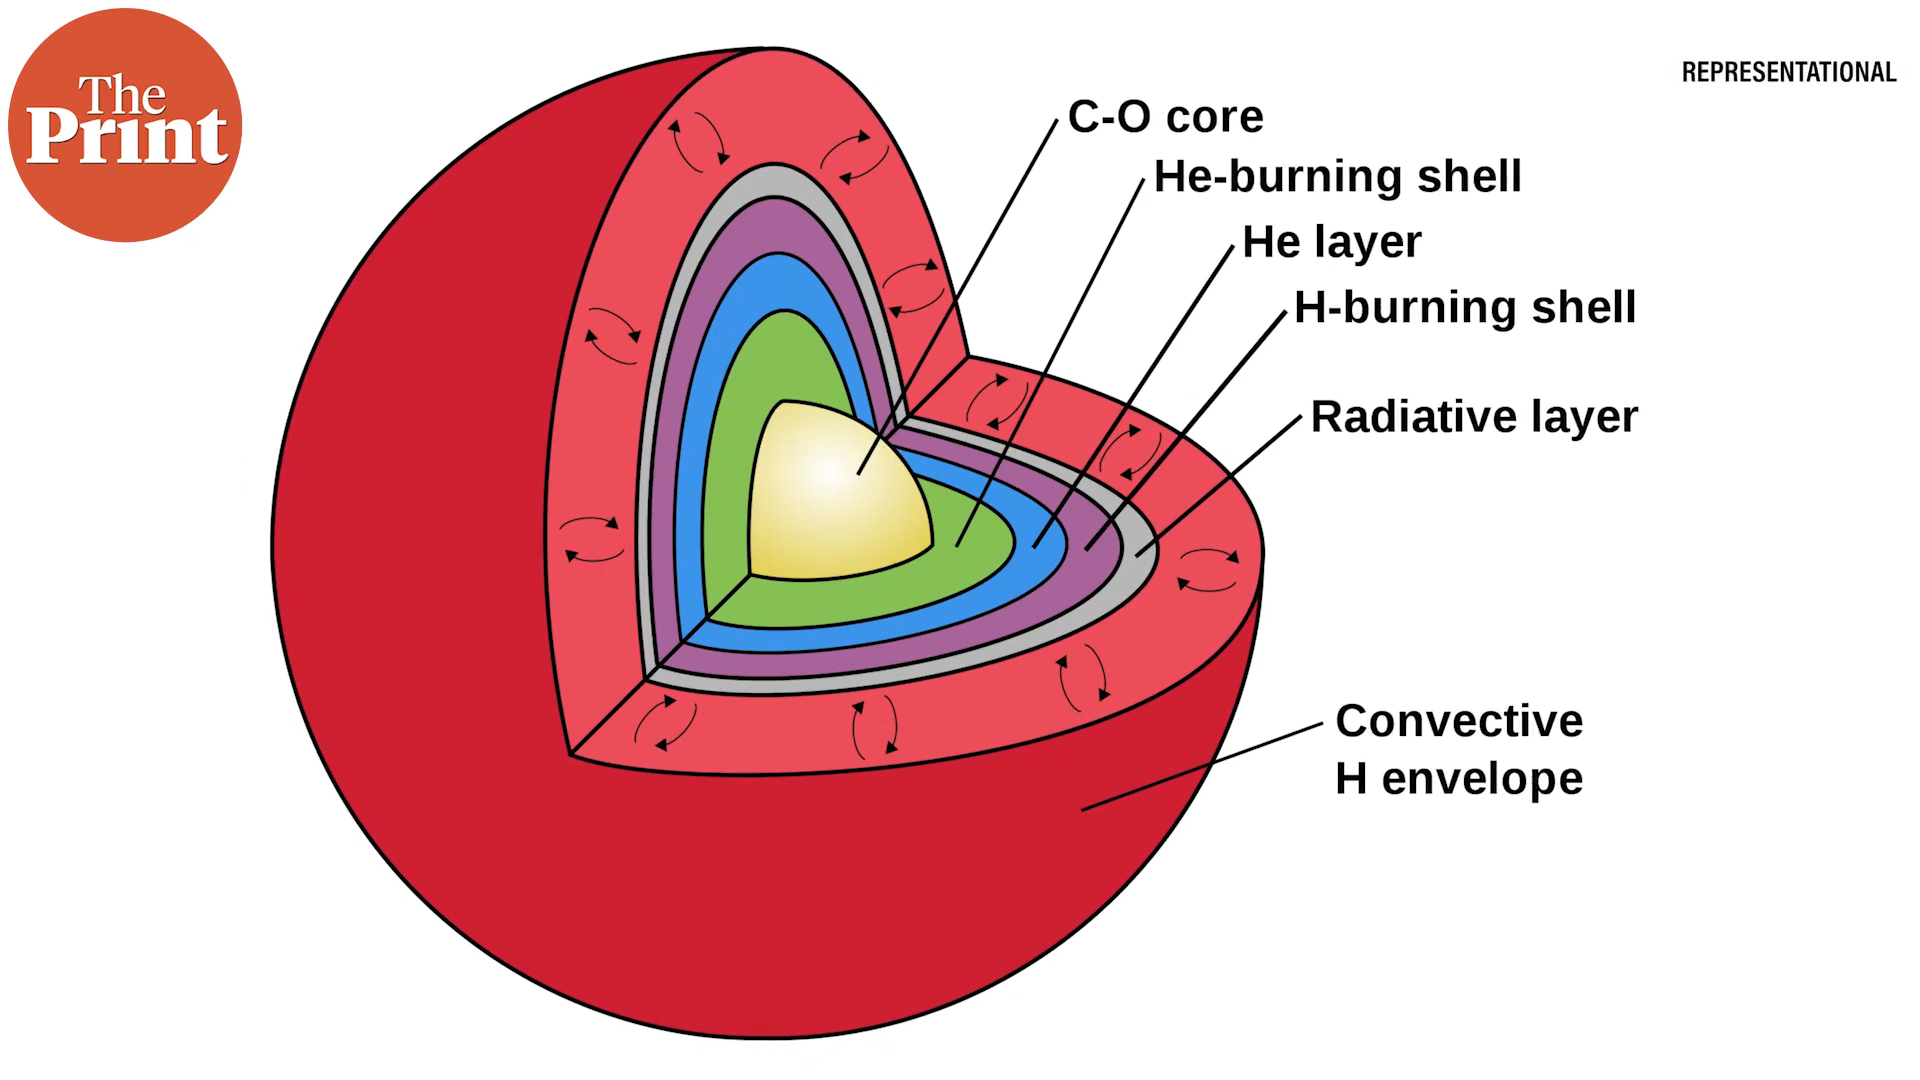 The
Print
REPRESENTATIONAL
C-O core
He-burning shell
He layer
H-burning shell
Radiative layer
Convective
H envelope